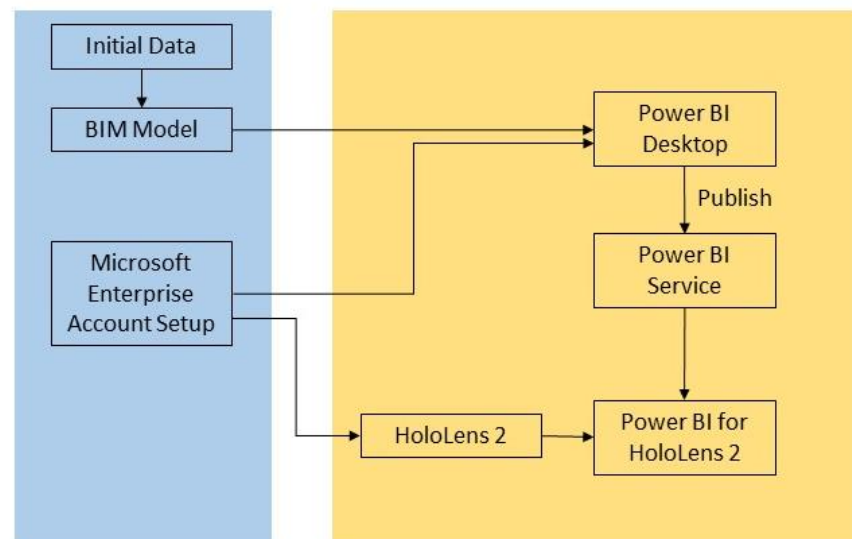 Initial Data
BIM Model
Microsoft
Enterprise
Account Setup
Power BI
Desktop
Publish
Power BI
Service
HoloLens 2
Power BI for
HoloLens 2